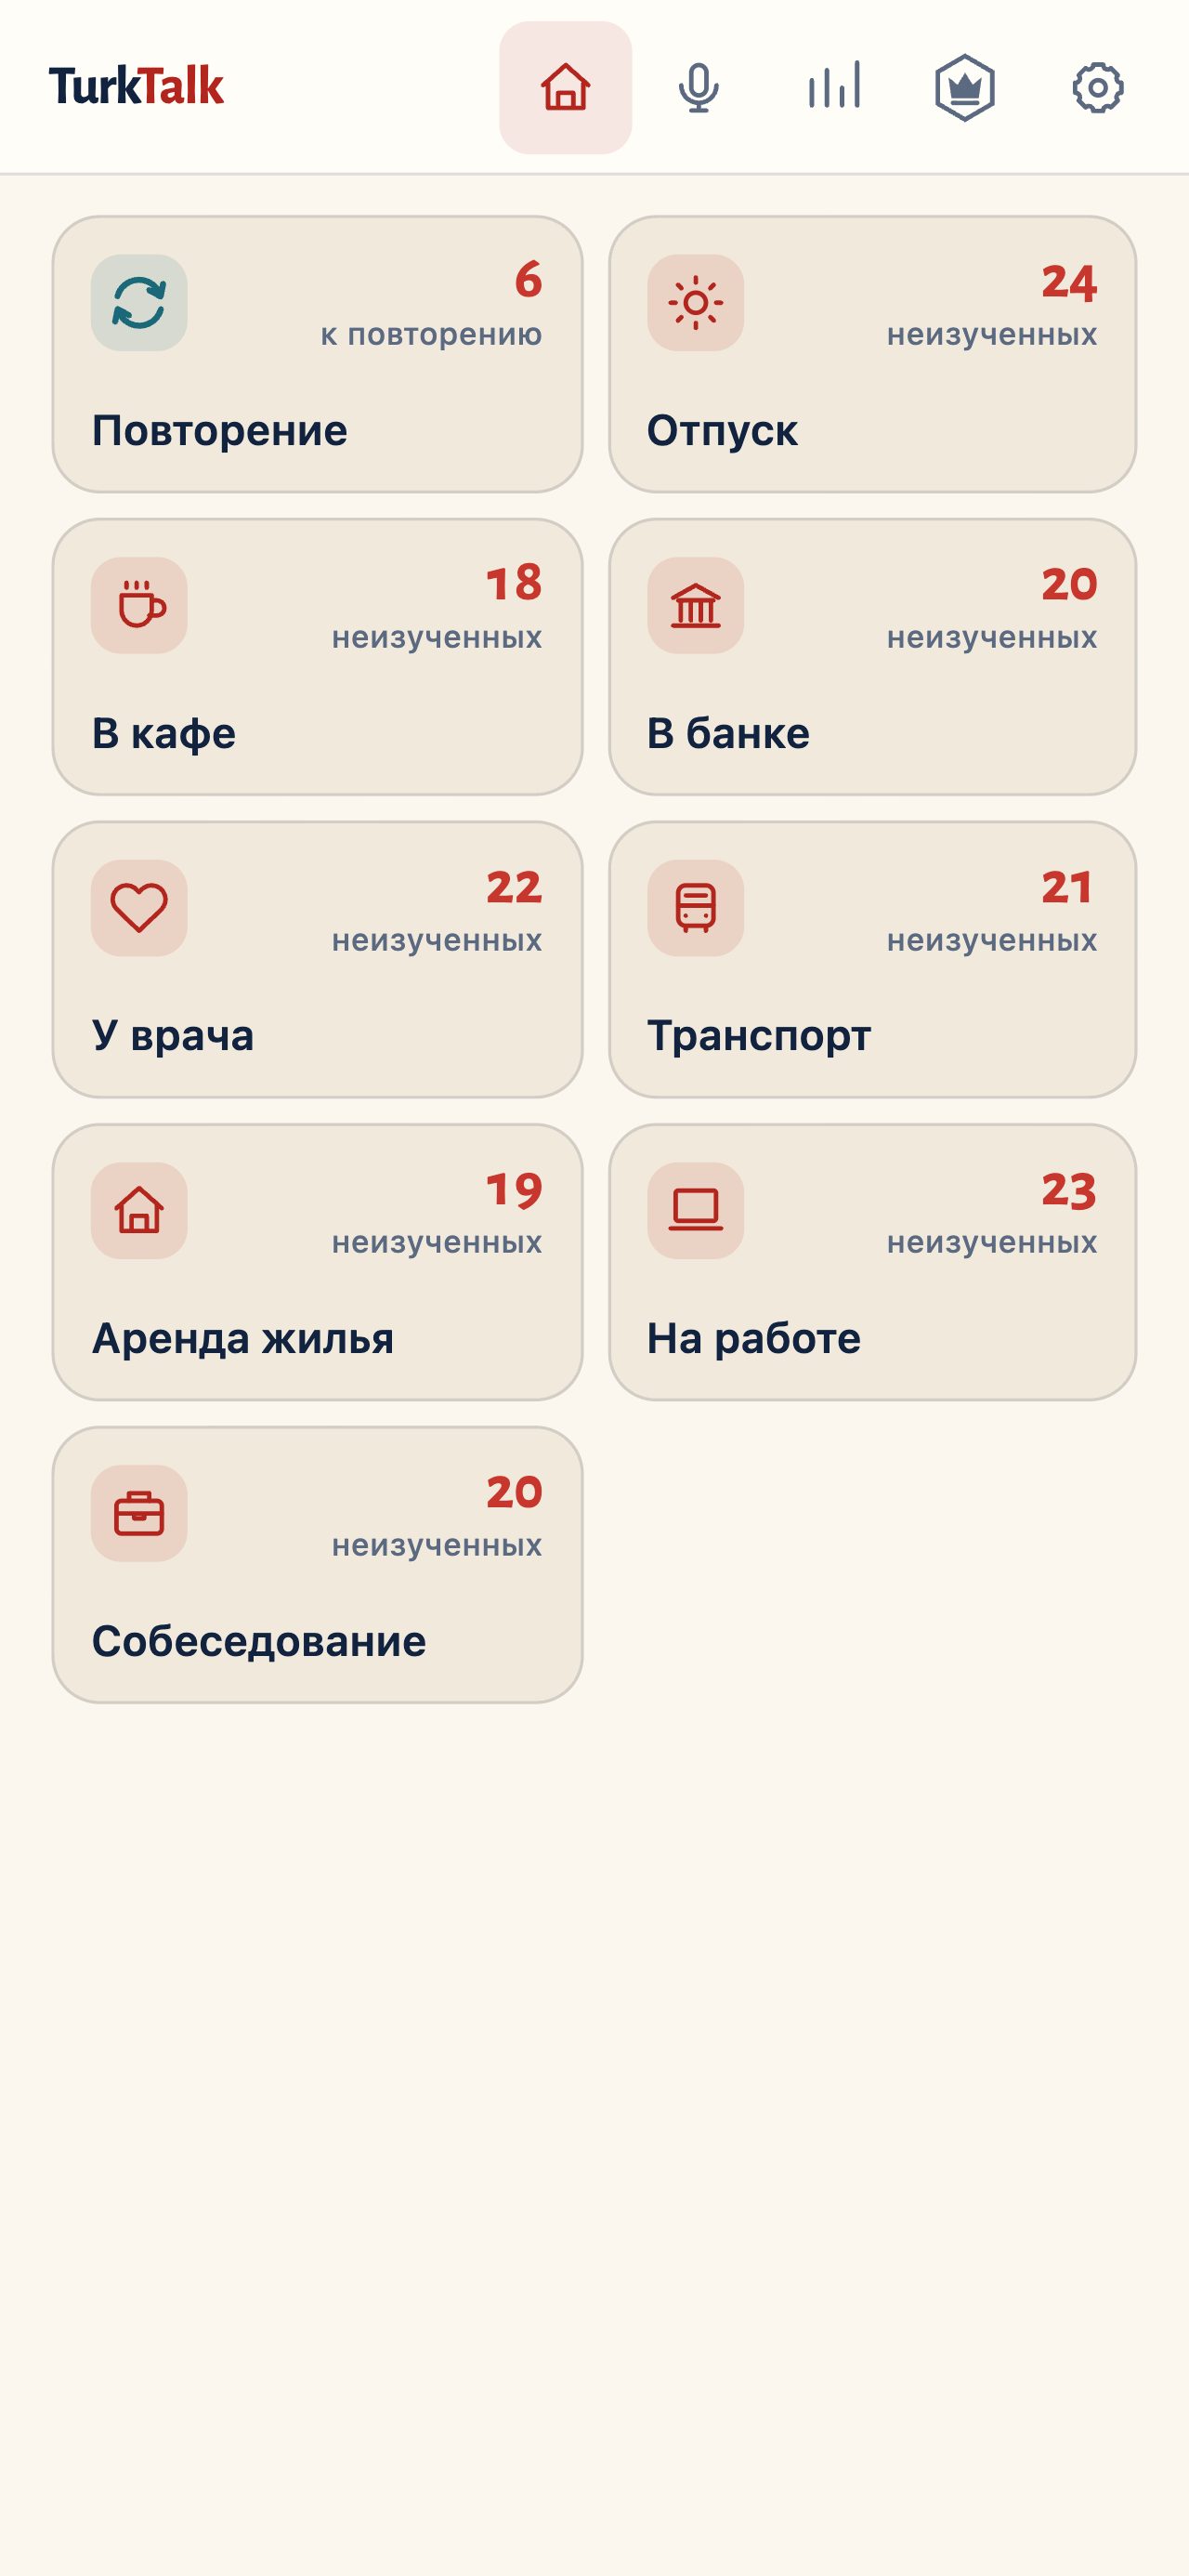 TurkTalk
6
к повторению
Повторение
24
неизученных
Отпуск
18
неизученных
В кафе
20
неизученных
В банке
22
неизученных
У врача
21
неизученных
Транспорт
19
неизученных
Аренда жилья
23
неизученных
На работе
20
неизученных
Собеседование